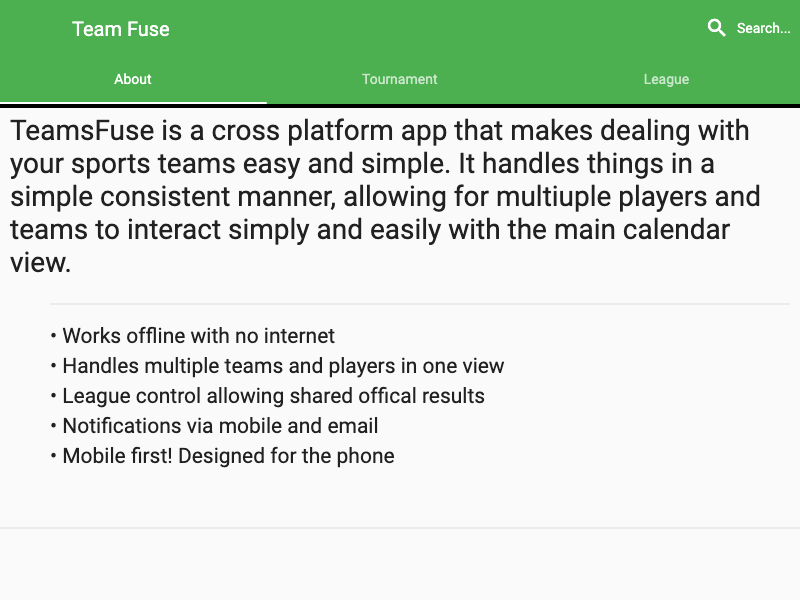 Team Fuse
Search...
About
Tournament
League
TeamsFuse is a cross platform app that makes dealing with
your sports teams easy and simple. It handles things in a
simple consistent manner, allowing for multiuple players and
teams to interact simply and easily with the main calendar
view.
• Works offline with no internet
• Handles multiple teams and players in one view
• League control allowing shared offical results
• Notifications via mobile and email
• Mobile first! Designed for the phone